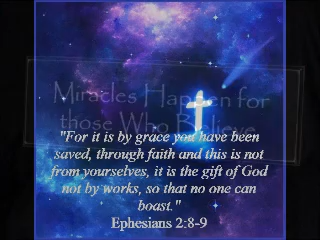 Miracles Happen for
those Who Believe
"For it is by grace you have been
saved, through faith and this is not
from yourselves, it is the gift of God
not by works, so that no one can
boast."
Ephesians 2:8-9